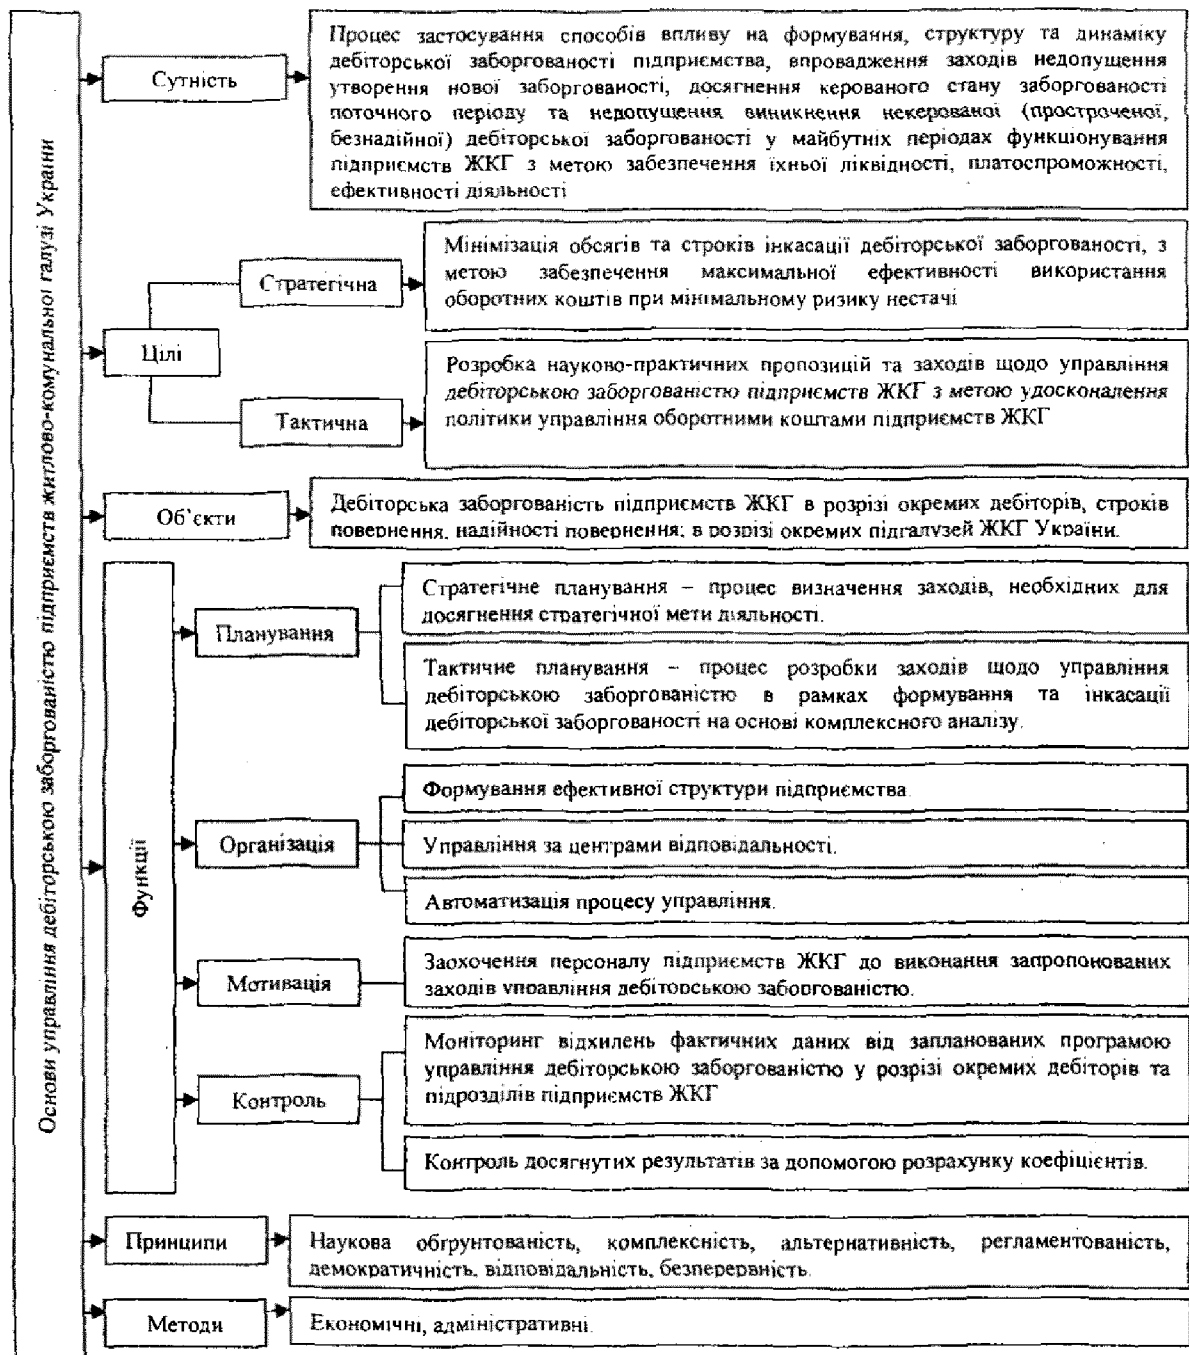 Основи управління дебіторською заборгованістю підприємств житлово-комунальної галузі України
Сутність
Процес застосування способів впливу на формування, структуру та динаміку
дебіторської заборгованості підприємства, впровадження заходів недопущення
утворення нової заборгованості, досягнення керованого стану заборгованості
поточного періоду та недопущення виникнення некерованої (простроченої,
безнадійної) дебіторської заборгованості у майбутніх періодах функціонування
підприємств ЖКГ з метою забезпечення їхньої ліквідності, платоспроможності,
ефективності діяльності
Цілі
Стратегічна
Мінімізація обсягів та строків інкасації дебіторської заборгованості, з
метою забезпечення максимальної ефективності використання
оборотних коштів при мінімальному ризику нестачі
Тактична
Розробка науково-практичних пропозицій та заходів щодо управління
дебіторською заборгованістю підприємств ЖКГ з метою удосконалення
політики управління оборотними коштами підприємств ЖКГ
Об’єкти
Дебіторська заборгованість підприємств ЖКГ в розрізі окремих дебіторів, строків
повернення, надійності повернення; в розрізі окремих підгалузей ЖКГ України.
Функції
Планування
Стратегічне планування – процес визначення заходів, необхідних для
досягнення стратегічної мети діяльності.
Тактичне планування – процес розробки заходів щодо управління
дебіторською заборгованістю в рамках формування та інкасації
дебіторської заборгованості на основі комплексного аналізу.
Організація
Формування ефективної структури підприємства
Управління за центрами відповідальності.
Автоматизація процесу управління.
Мотивація
Заохочення персоналу підприємств ЖКГ до виконання запропонованих
заходів управління дебіторською заборгованістю.
Контроль
Моніторинг відхилень фактичних даних від запланованих програмою
управління дебіторською заборгованістю у розрізі окремих дебіторів та
підрозділів підприємств ЖКГ
Контроль досягнутих результатів за допомогою розрахунку коефіцієнтів.
Принципи
Наукова обґрунтованість, комплексність, альтернативність, регламентованість,
демократичність, відповідальність, безперервність.
Методи
Економічні, адміністративні.